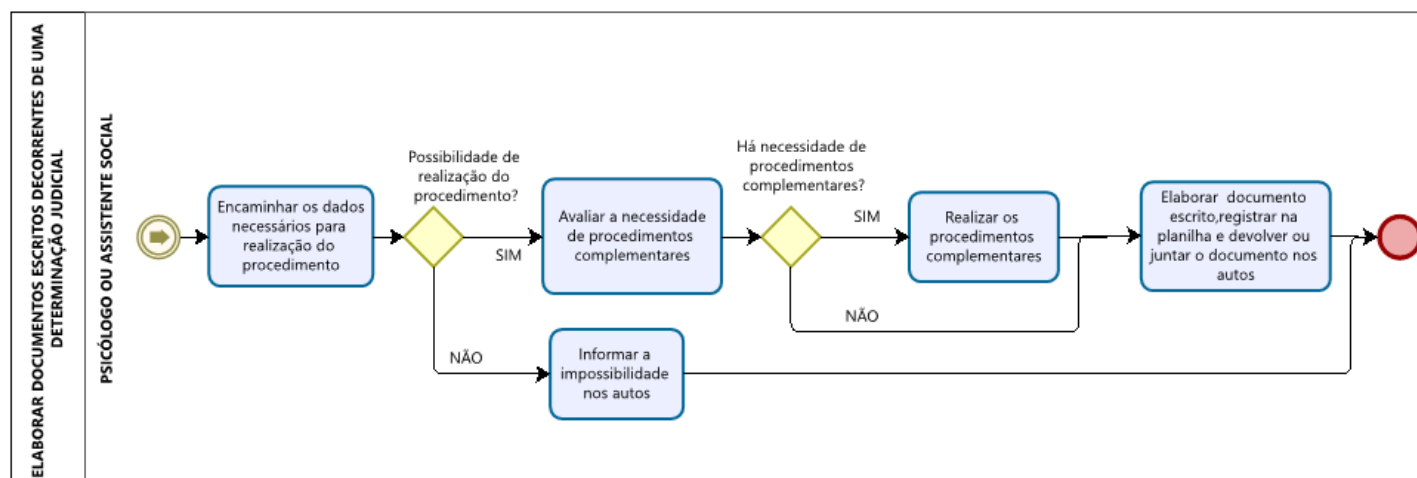 ELABORAR DOCUMENTOS ESCRITOS DECORRENTES DE UMA
DETERMINAÇÃO JUDICIAL
PSICÓLOGO OU ASSISTENTE SOCIAL
Encaminhar os dados
necessários para
realização do
procedimento
Possibilidade de
realização do
procedimento?
SIM
NÃO
Avaliar a necessidade
de procedimentos
complementares
Informar a
impossibilidade
nos autos
Há necessidade de
procedimentos
complementares?
SIM
NÃO
Realizar os
procedimentos
complementares
Elaborar documento
escrito,registrar na
planilha e devolver ou
juntar o documento nos
autos